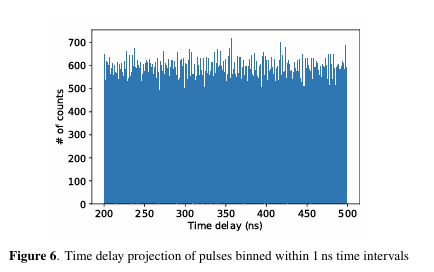 700
600
500
400
300
200
100
0
# of counts
200 250 300 350 400 450 500
Time delay (ns)
Figure 6. Time delay projection of pulses binned within 1 ns time intervals